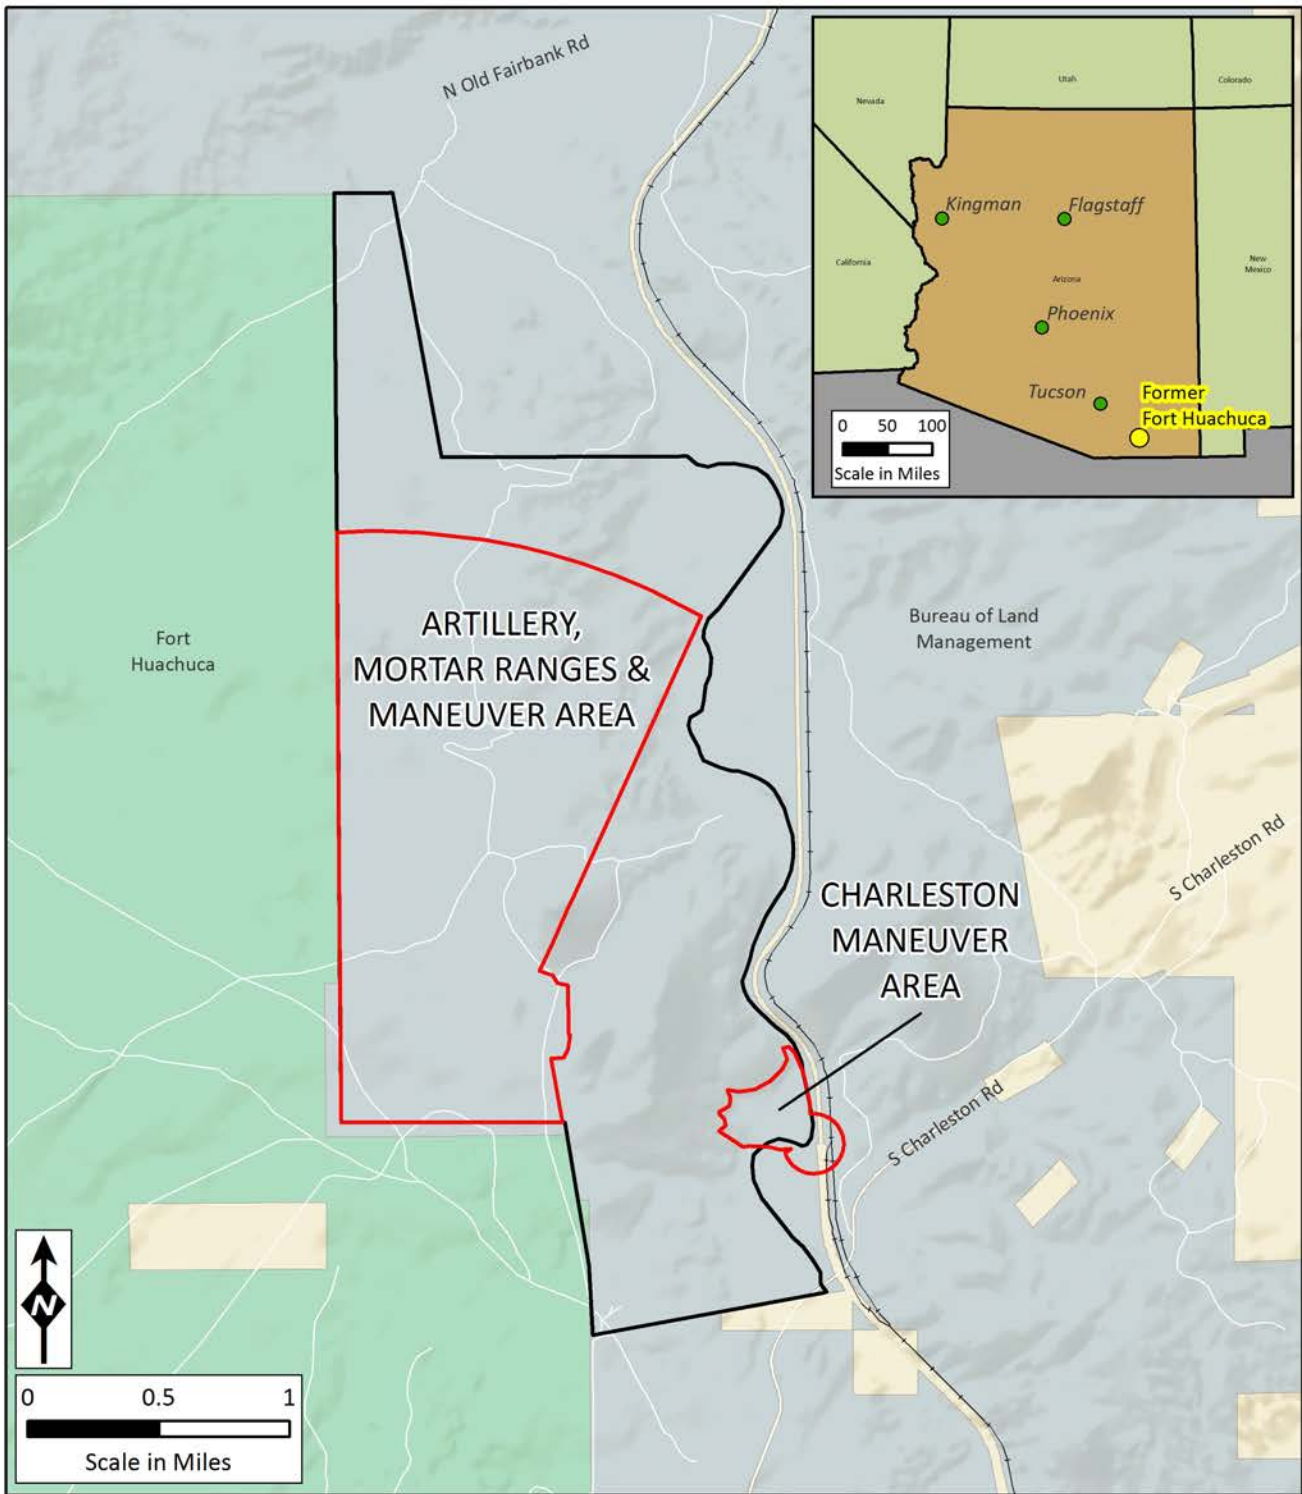 N Old Fairbank Rd
Nevada
Utah
Colorado
Kingman
Flagstaff
California
Arizona
New
Mexico
Phoenix
Tucson
Former
Fort Huachuca
0 50 100
Scale in Miles
Fort
Huachuca
ARTILLERY,
MORTAR RANGES &
MANEUVER AREA
Bureau of Land
Management
S Charleston Rd
CHARLESTON
MANEUVER
AREA
S Charleston Rd
N
0 0.5 1
Scale in Miles